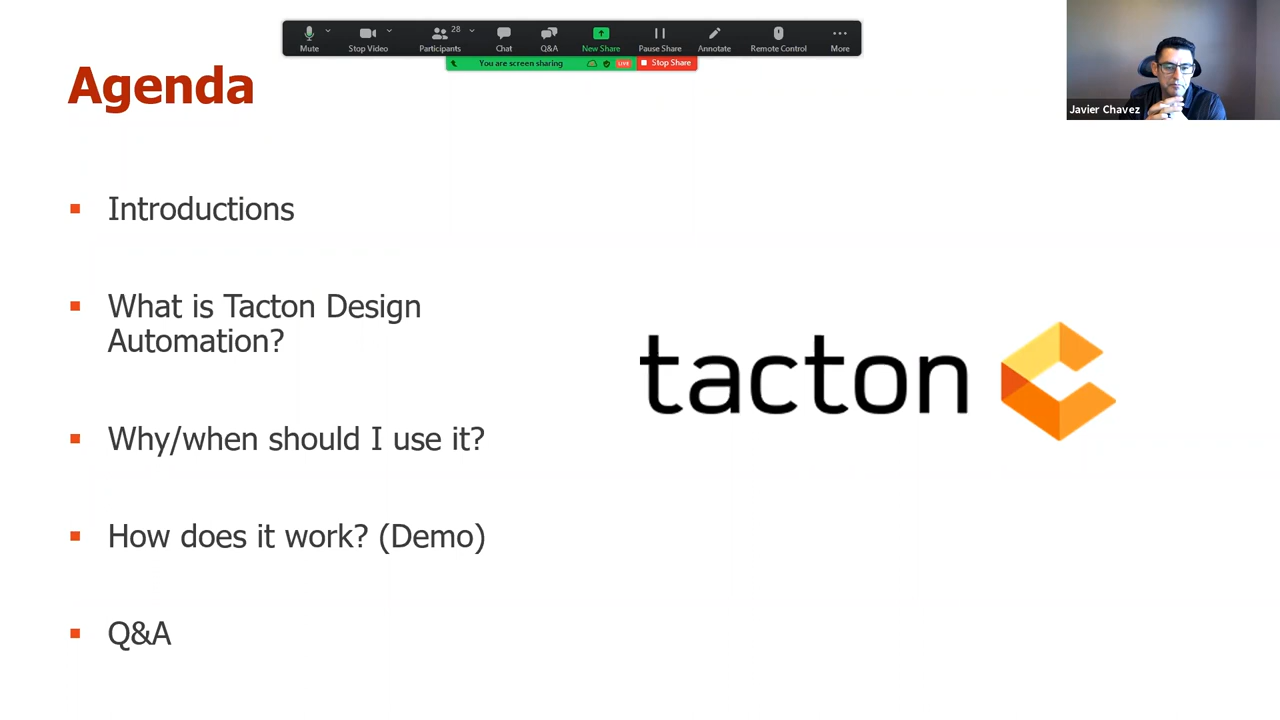 28
Mute
Stop Video
Participants
Chat
Q&A
New Share
Pause Share
Annotate
Remote Control
More
You are screen sharing
LIVE
Stop Share
Javier Chavez
Agenda
Introductions
What is Tacton Design
Automation?
Why/when should I use it?
How does it work? (Demo)
Q&A
tacton